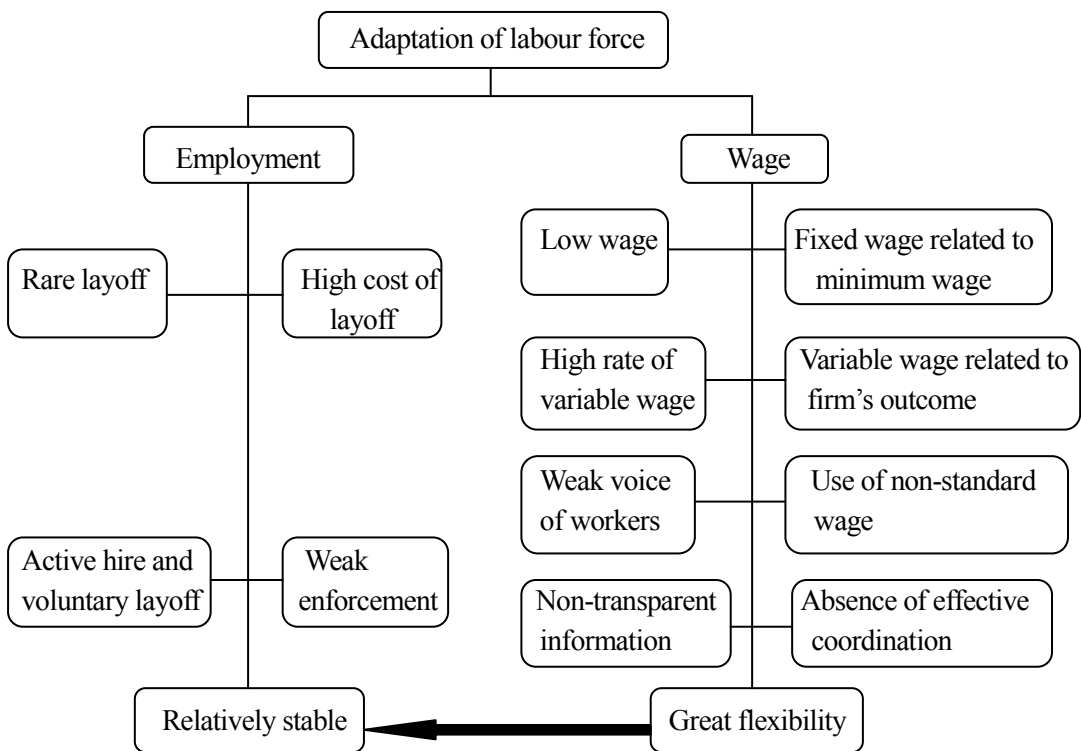 Adaptation of labour force
Employment
Wage
Low wage
Fixed wage related to
minimum wage
Rare layoff
High cost of
layoff
High rate of
variable wage
Variable wage related to
firm’s outcome
Weak voice
of workers
Use of non-standard
wage
Active hire and
voluntary layoff
Weak
enforcement
Non-transparent
information
Absence of effective
coordination
Relatively stable
Great flexibility